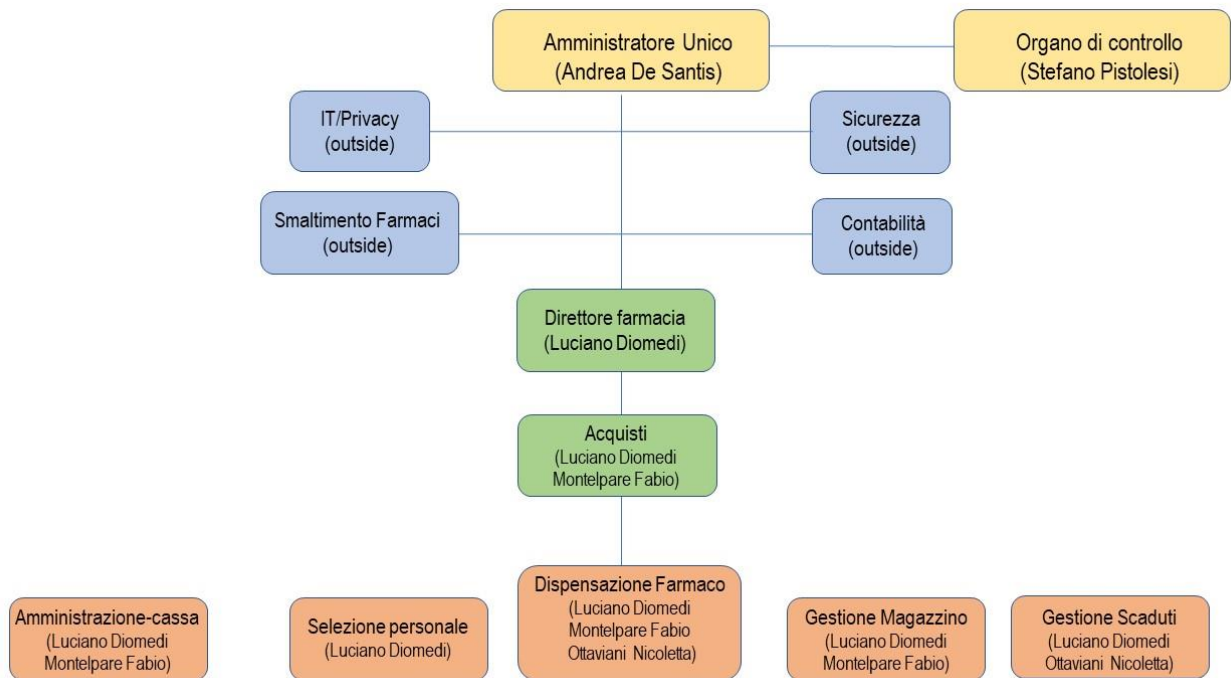 Amministratore Unico
(Andrea De Santis)
Organo di controllo
(Stefano Pistolesi)
IT/Privacy
(outside)
Sicurezza
(outside)
Smaltimento Farmaci
(outside)
Contabilità
(outside)
Direttore farmacia
(Luciano Diomedi)
Acquisti
(Luciano Diomedi
Montelpare Fabio)
Amministrazione-cassa
(Luciano Diomedi
Montelpare Fabio)
Selezione personale
(Luciano Diomedi)
Dispensazione Farmaco
(Luciano Diomedi
Montelpare Fabio
Ottaviani Nicoletta)
Gestione Magazzino
(Luciano Diomedi
Montelpare Fabio)
Gestione Scaduti
(Luciano Diomedi
Ottaviani Nicoletta)